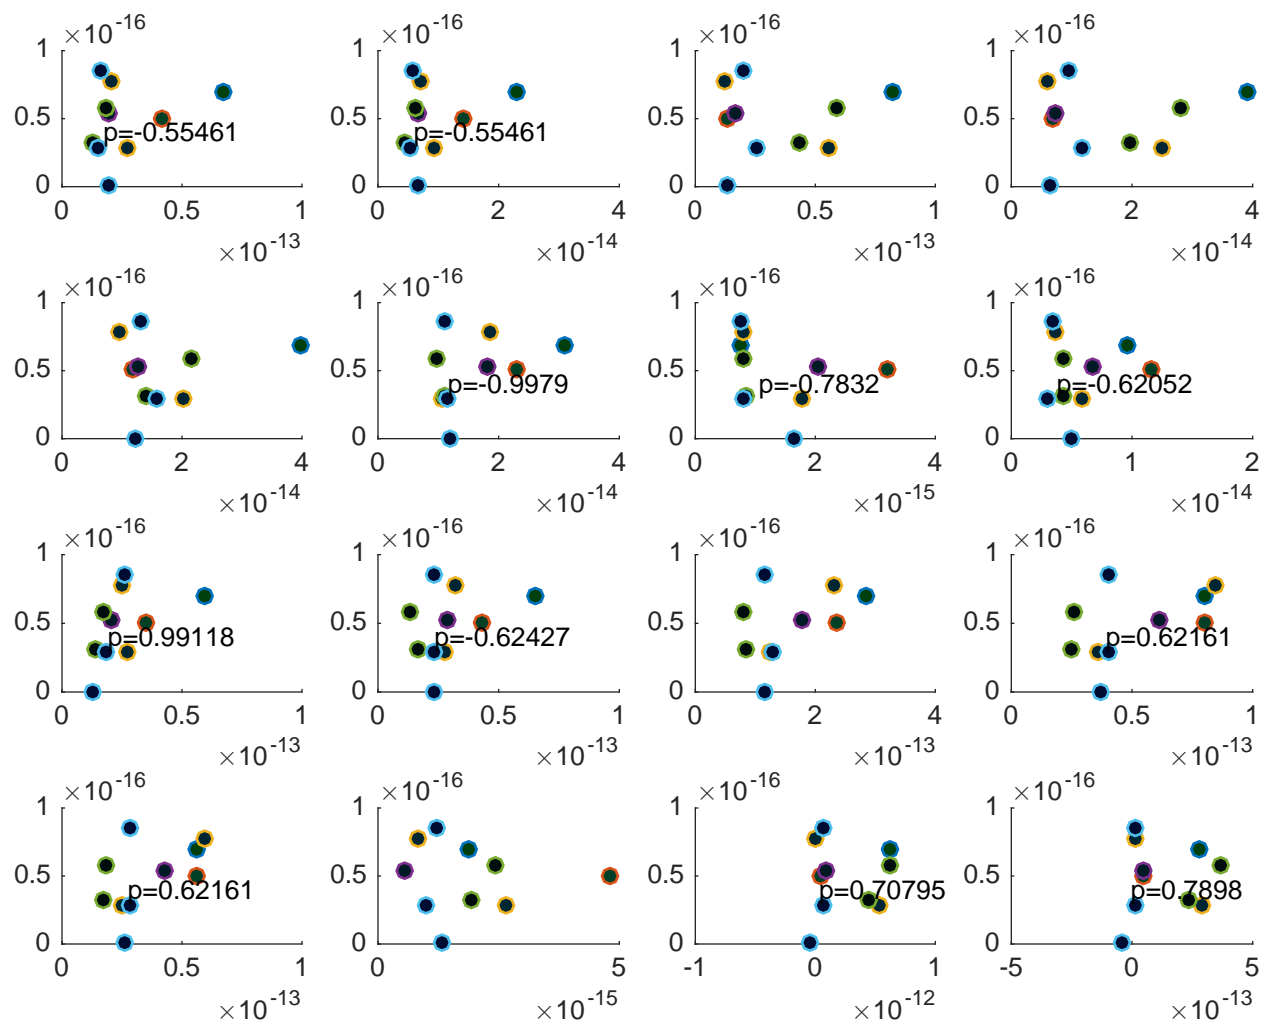 ×10-16 ×10-16 ×10-16 ×10-16
1 1 1 1
0.5 p=-0.55461 0.5 p=-0.55461 0.5 0.5
0 0 0 0
0 0.5 1 0 2 4 0 0.5 1 0 2 4
×10-13 ×10-14 ×10-13 ×10-14
×10-16 ×10-16 ×10-16 ×10-16
1 1 1 1
0.5 0.5 p=-0.9979 0.5 p=-0.7832 0.5 p=-0.62052
0 0 0 0
0 2 4 0 2 4 0 2 4 0 1 2
×10-14 ×10-14 ×10-15 ×10-14
×10-16 ×10-16 ×10-16 ×10-16
1 1 1 1
0.5 p=0.99118 0.5 p=-0.62427 0.5 0.5 p=0.62161
0 0 0 0
0 0.5 1 0 0.5 1 0 2 4 0 0.5 1
×10-13 ×10-13 ×10-13 ×10-13
×10-16 ×10-16 ×10-16 ×10-16
1 1 1 1
0.5 p=0.62161 0.5 0.5 p=0.70795 0.5 p=0.7898
0 0 0 0
0 0.5 1 0 5 -1 0 1 -5 0 5
×10-13 ×10-15 ×10-12 ×10-13